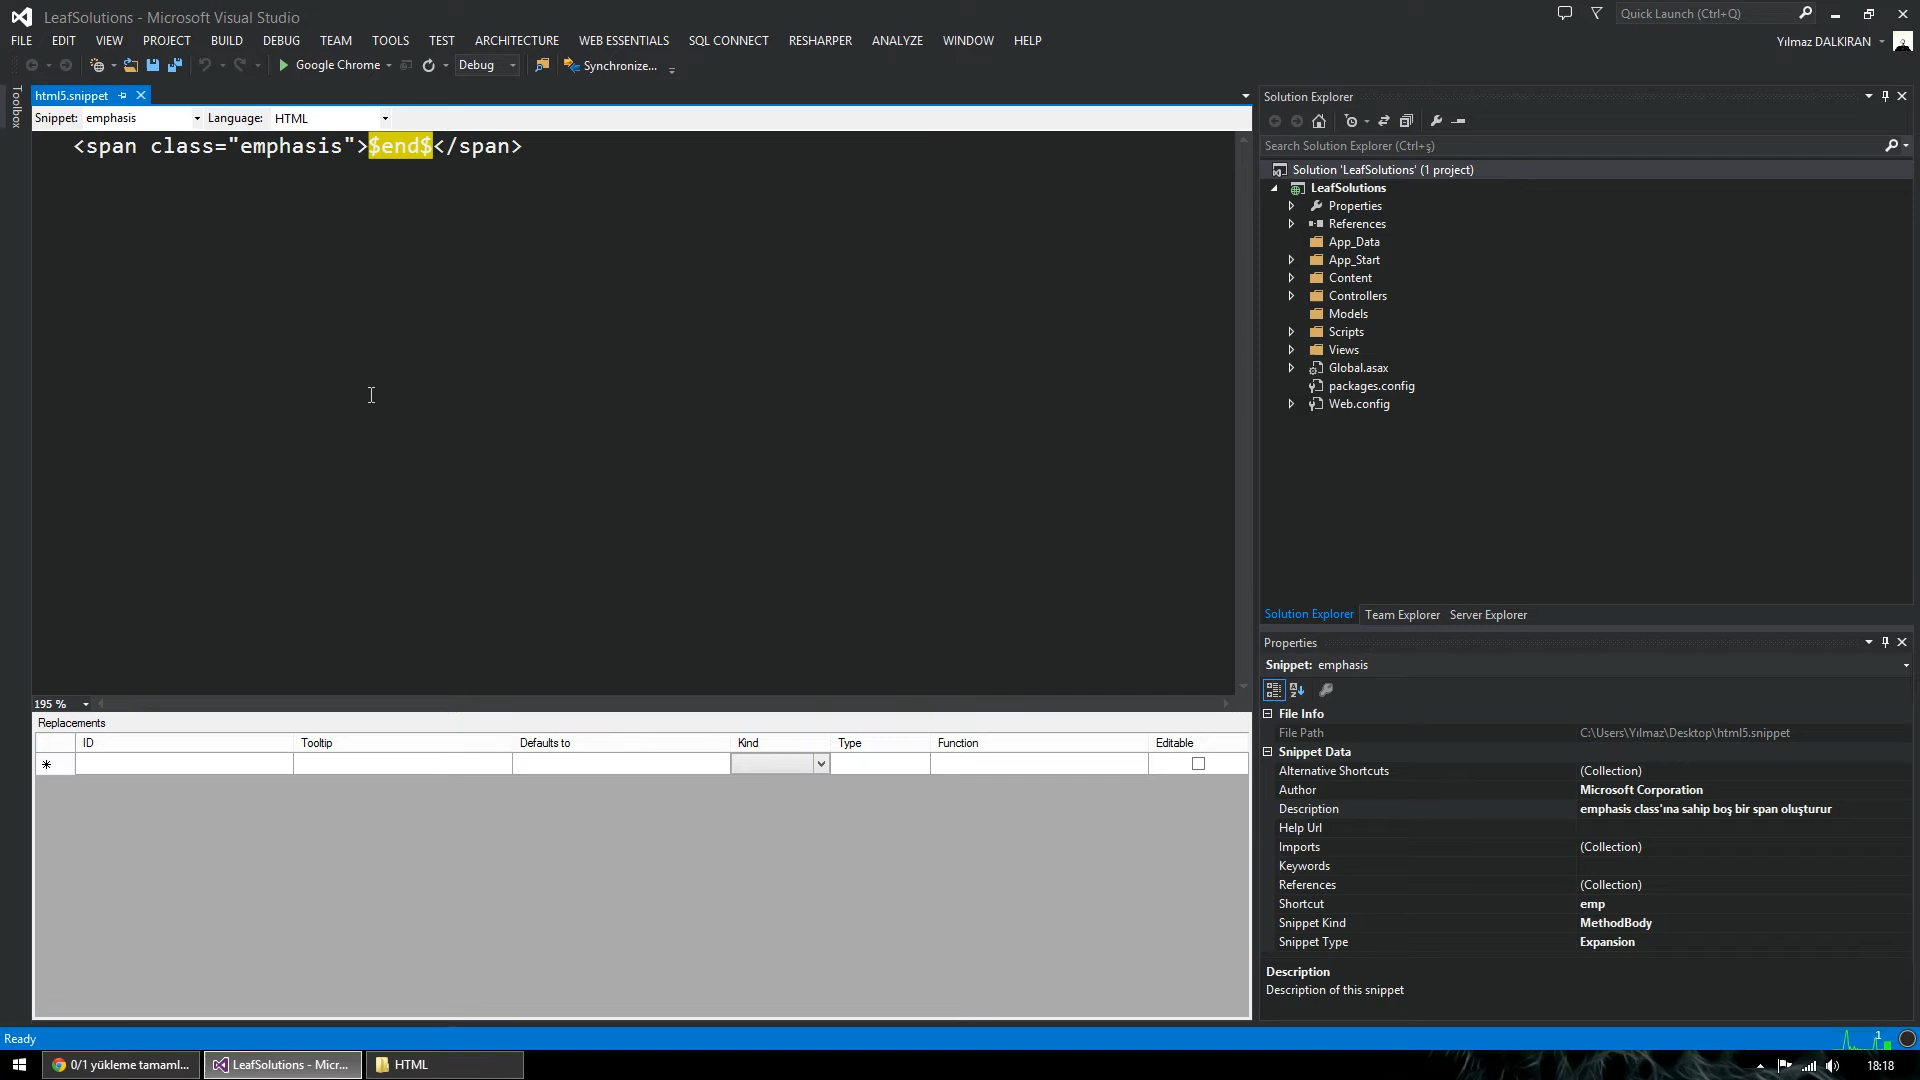 LeafSolutions - Microsoft Visual Studio
Quick Launch (Ctrl+Q)
FILE EDIT VIEW PROJECT BUILD DEBUG TEAM TOOLS TEST ARCHITECTURE WEB ESSENTIALS SQL CONNECT RESHARPER ANALYZE WINDOW HELP
Yılmaz DALKIRAN
Google Chrome Debug Synchronize...
Toolbox
html5.snippet
Snippet: emphasis Language: HTML
<span class="emphasis">$end$</span>
195 %
Replacements
ID Tooltip Defaults to Kind Type Function Editable
Solution Explorer
Search Solution Explorer (Ctrl+ş)
Solution 'LeafSolutions' (1 project)
LeafSolutions
Properties
References
App_Data
App_Start
Content
Controllers
Models
Scripts
Views
Global.asax
packages.config
Web.config
Solution Explorer Team Explorer Server Explorer
Properties
Snippet: emphasis
File Info
File Path C:\Users\Yılmaz\Desktop\html5.snippet
Snippet Data
Alternative Shortcuts (Collection)
Author Microsoft Corporation
Description emphasis class'ına sahip boş bir span oluşturur
Help Url
Imports (Collection)
Keywords
References (Collection)
Shortcut emp
Snippet Kind MethodBody
Snippet Type Expansion
Description
Description of this snippet
Ready
1
0/1 yükleme tamaml... LeafSolutions - Micr... HTML
18:18